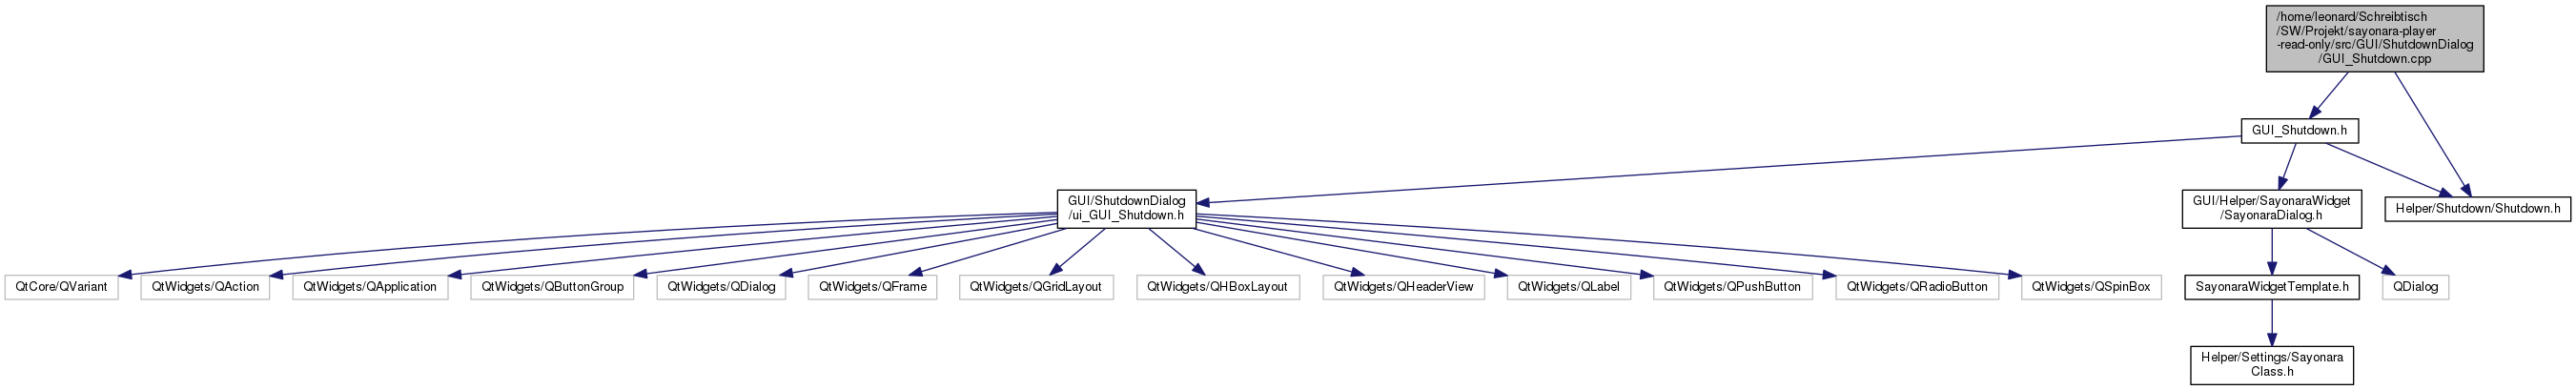 /home/leonard/Schreibtisch
/SW/Projekt/sayonara-player
-read-only/src/GUI/ShutdownDialog
/GUI_Shutdown.cpp
GUI_Shutdown.h
GUI/ShutdownDialog
/ui_GUI_Shutdown.h
GUI/Helper/SayonaraWidget
/SayonaraDialog.h
Helper/Shutdown/Shutdown.h
QtCore/QVariant
QtWidgets/QAction
QtWidgets/QApplication
QtWidgets/QButtonGroup
QtWidgets/QDialog
QtWidgets/QFrame
QtWidgets/QGridLayout
QtWidgets/QHBoxLayout
QtWidgets/QHeaderView
QtWidgets/QLabel
QtWidgets/QPushButton
QtWidgets/QRadioButton
QtWidgets/QSpinBox
SayonaraWidgetTemplate.h
QDialog
Helper/Settings/Sayonara
Class.h